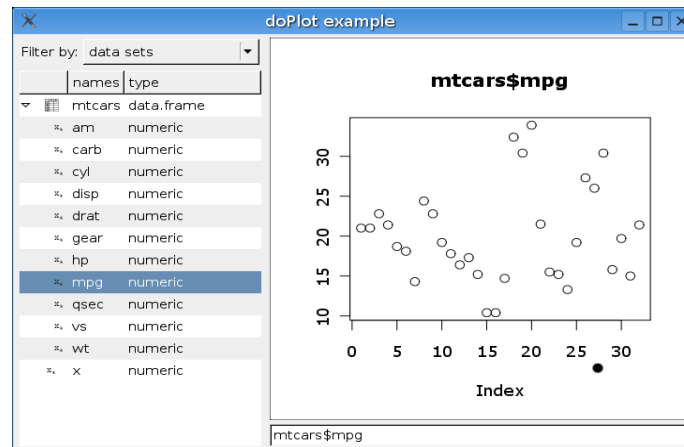 doPlot example
Filter by: data sets
names type
mtcars data.frame
am numeric
carb numeric
cyl numeric
disp numeric
drat numeric
gear numeric
hp numeric
mpg numeric
qsec numeric
vs numeric
wt numeric
x numeric
mtcars$mpg
30
25
20
15
10
0 5 10 15 20 25 30
Index
mtcars$mpg